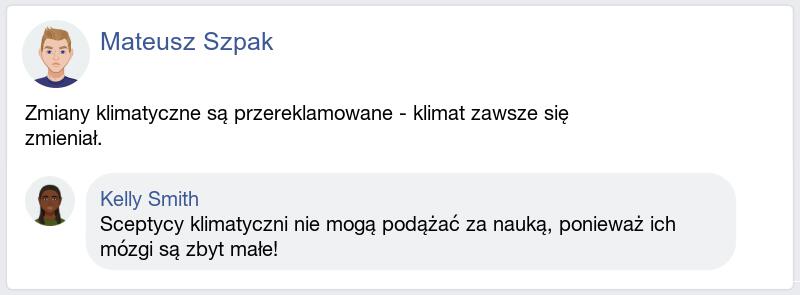 Mateusz Szpak
Zmiany klimatyczne są przereklamowane - klimat zawsze się
zmieniał.
Kelly Smith
Sceptycy klimatyczni nie mogą podążać za nauką, ponieważ ich
mózgi są zbyt małe!